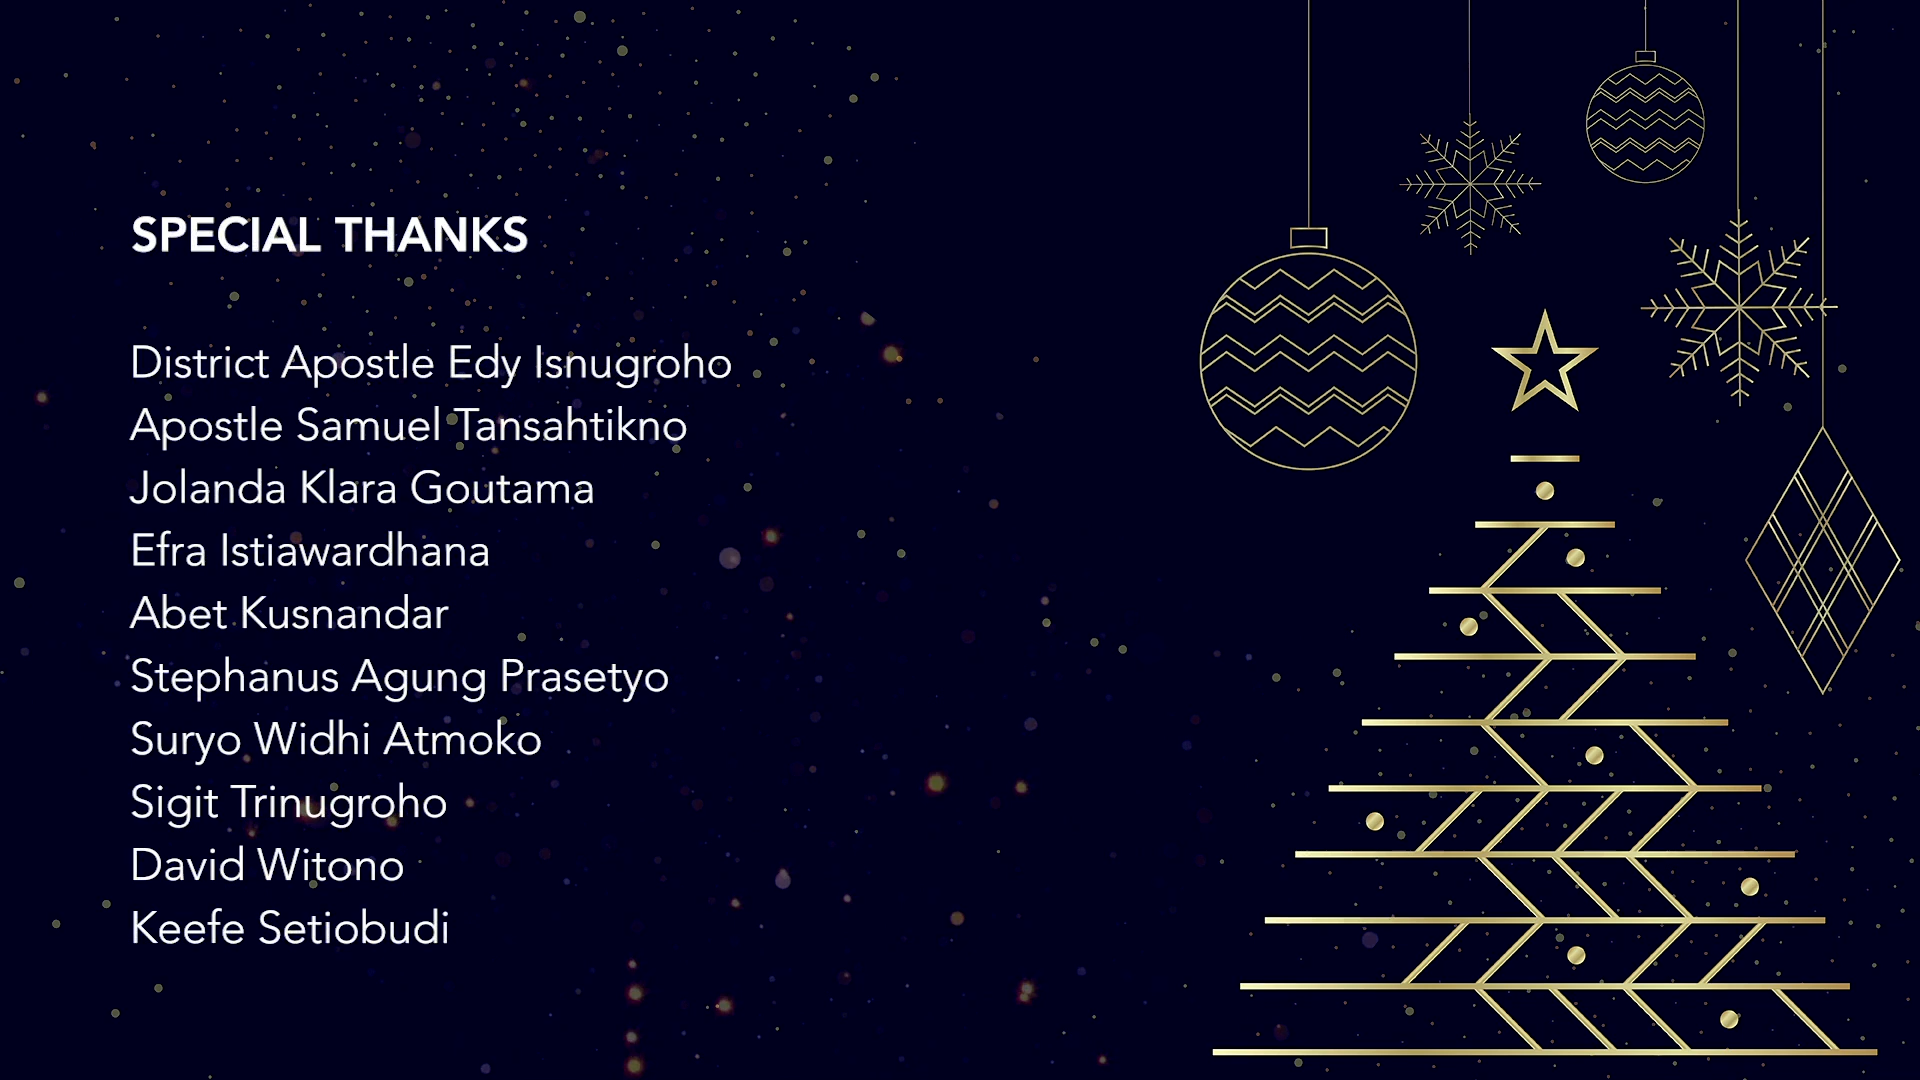 SPECIAL THANKS
District Apostle Edy Isnugroho
Apostle Samuel Tansahtikno
Jolanda Klara Goutama
Efra Istiawardhana
Abet Kusnandar
Stephanus Agung Prasetyo
Suryo Widhi Atmoko
Sigit Trinugroho
David Witono
Keefe Setiobudi